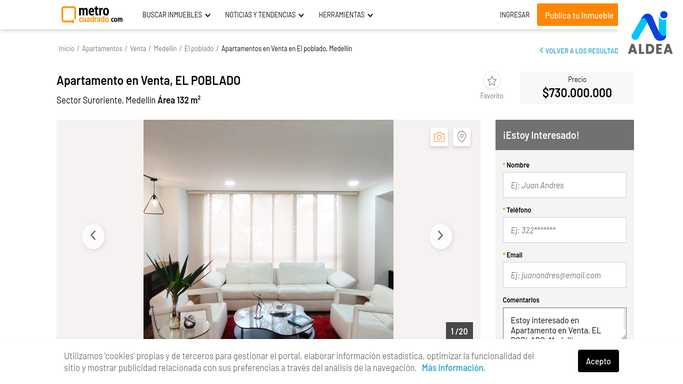 metro
cuadrado.com
BUSCAR INMUEBLES
NOTICIAS Y TENDENCIAS
HERRAMIENTAS
INGRESAR
Publica tu Inmueble
ALDEA
Inicio / Apartamentos / Venta / Medellín / El poblado / Apartamentos en Venta en El poblado, Medellín
VOLVER A LOS RESULTAD
Apartamento en Venta, EL POBLADO
Sector Suroriente, Medellín Área 132 m²
Favorito
Precio
$730.000.000
¡Estoy Interesado!
* Nombre
Ej: Juan Andres
* Teléfono
Ej: 322*******
* Email
Ej: juanandres@email.com
Comentarios
Estoy interesado en
Apartamento en Venta, EL
1 / 20
Utilizamos 'cookies' propias y de terceros para gestionar el portal, elaborar información estadística, optimizar la funcionalidad del
sitio y mostrar publicidad relacionada con sus preferencias a través del análisis de la navegación. Más información.
Acepto